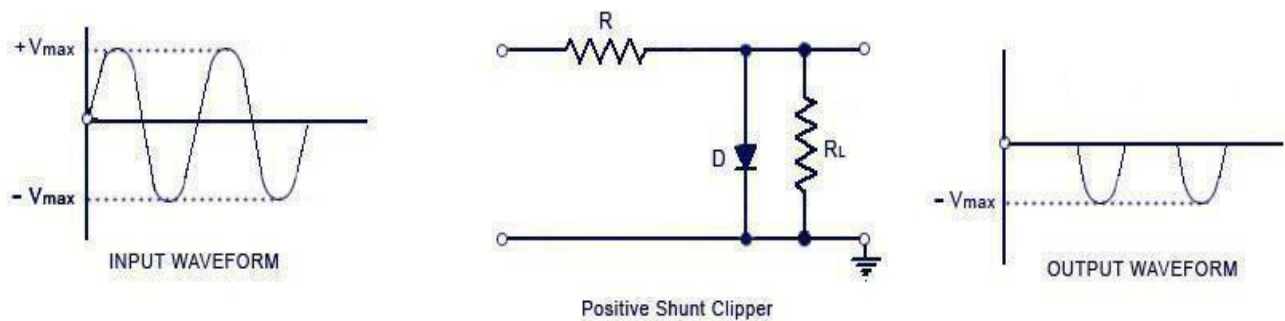 +Vmax
- Vmax
INPUT WAVEFORM
R
D
RL
Positive Shunt Clipper
- Vmax
OUTPUT WAVEFORM